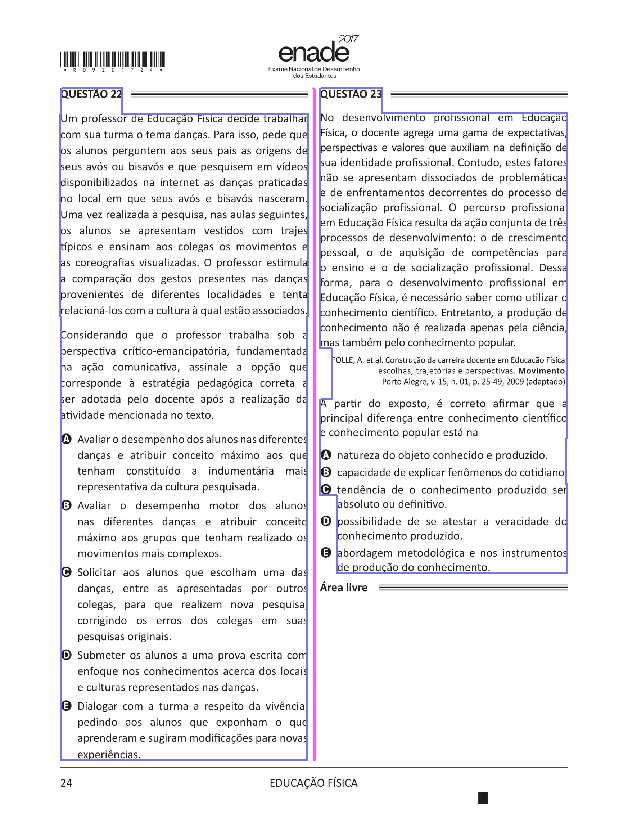 *R0920172​4*
enade2017
Exame Nacional de Desempenho
dos Estudantes
QUESTÃO 22
Um professor de Educação Física decide trabalhar
com sua turma o tema danças. Para isso, pede que
os alunos perguntem aos seus pais as origens de
seus avós ou bisavós e que pesquisem em vídeos
disponibilizados na internet as danças praticadas
no local em que seus avós e bisavós nasceram.
Uma vez realizada a pesquisa, nas aulas seguintes,
os alunos se apresentam vestidos com trajes
típicos e ensinam aos colegas os movimentos e
as coreografias visualizadas. O professor estimula
a comparação dos gestos presentes nas danças
provenientes de diferentes localidades e tenta
relacioná-los com a cultura à qual estão associados.
Considerando que o professor trabalha sob a
perspectiva crítico-emancipatória, fundamentada
na ação comunicativa, assinale a opção que
corresponde à estratégia pedagógica correta a
ser adotada pelo docente após a realização da
atividade mencionada no texto.
A Avaliar o desempenho dos alunos nas diferentes
danças e atribuir conceito máximo aos que
tenham constituído a indumentária mais
representativa da cultura pesquisada.
B Avaliar o desempenho motor dos alunos
nas diferentes danças e atribuir conceito
máximo aos grupos que tenham realizado os
movimentos mais complexos.
C Solicitar aos alunos que escolham uma das
danças, entre as apresentadas por outros
colegas, para que realizem nova pesquisa,
corrigindo os erros dos colegas em suas
pesquisas originais.
D Submeter os alunos a uma prova escrita com
enfoque nos conhecimentos acerca dos locais
e culturas representados nas danças.
E Dialogar com a turma a respeito da vivência,
pedindo aos alunos que exponham o que
aprenderam e sugiram modificações para novas
experiências.
QUESTÃO 23
No desenvolvimento profissional em Educação
Física, o docente agrega uma gama de expectativas,
perspectivas e valores que auxiliam na definição de
sua identidade profissional. Contudo, estes fatores
não se apresentam dissociados de problemáticas
e de enfrentamentos decorrentes do processo de
socialização profissional. O percurso profissional
em Educação Física resulta da ação conjunta de três
processos de desenvolvimento: o de crescimento
pessoal, o de aquisição de competências para
o ensino e o de socialização profissional. Dessa
forma, para o desenvolvimento profissional em
Educação Física, é necessário saber como utilizar o
conhecimento científico. Entretanto, a produção de
conhecimento não é realizada apenas pela ciência,
mas também pelo conhecimento popular.
FOLLE, A. et al. Construção da carreira docente em Educação Física:
escolhas, trajetórias e perspectivas. Movimento,
Porto Alegre, v. 15, n. 01, p. 25-49, 2009 (adaptado).
A partir do exposto, é correto afirmar que a
principal diferença entre conhecimento científico
e conhecimento popular está na
A natureza do objeto conhecido e produzido.
B capacidade de explicar fenômenos do cotidiano.
C tendência de o conhecimento produzido ser
absoluto ou definitivo.
D possibilidade de se atestar a veracidade do
conhecimento produzido.
E abordagem metodológica e nos instrumentos
de produção do conhecimento.
Área livre
24
EDUCAÇÃO FÍSICA